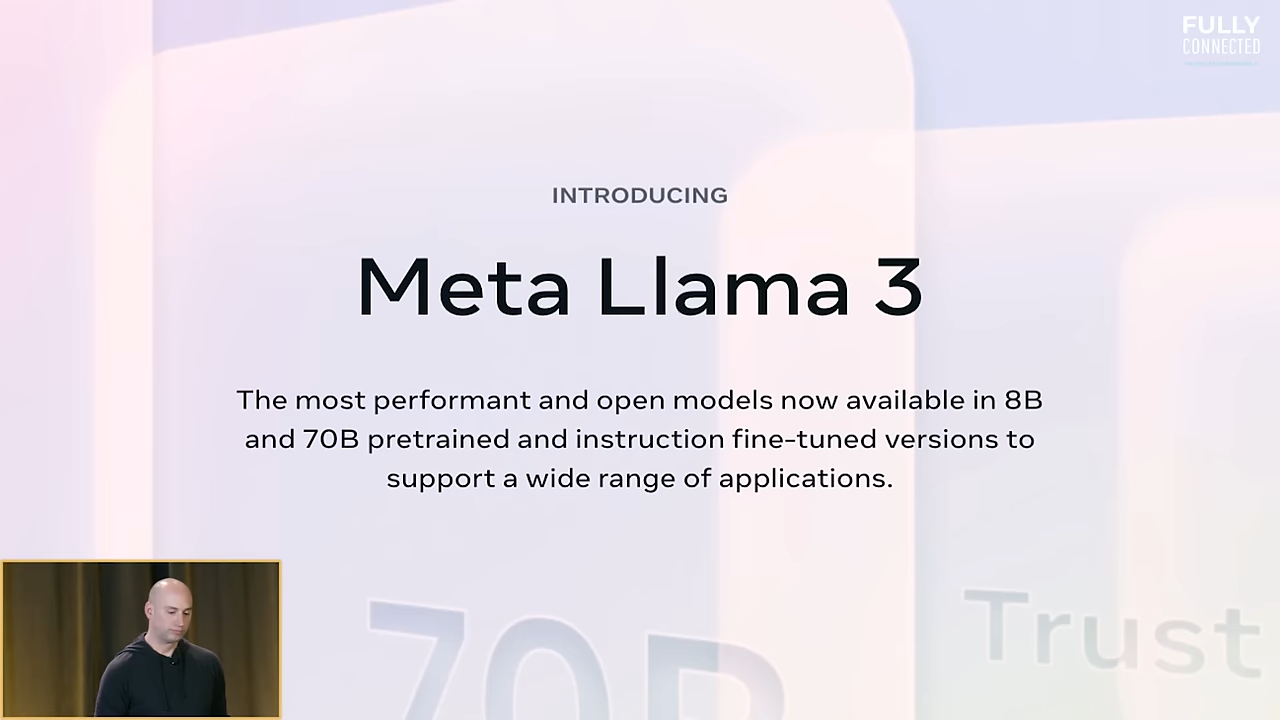 FULLY
CONNECTED
INTRODUCING
Meta Llama 3
The most performant and open models now available in 8B
and 70B pretrained and instruction fine-tuned versions to
support a wide range of applications.
70B
Trust